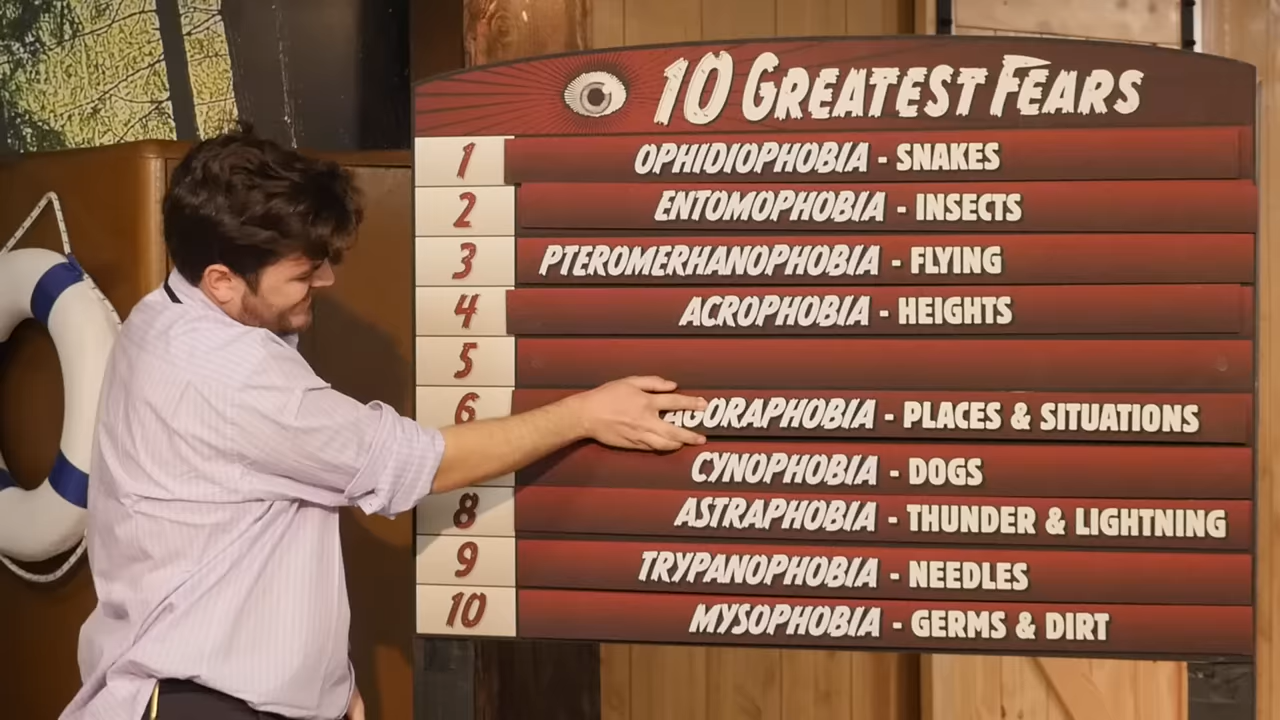 10 GREATEST FEARS
1 OPHIDIOPHOBIA - SNAKES
2 ENTOMOPHOBIA - INSECTS
3 PTEROMERHANOPHOBIA - FLYING
4 ACROPHOBIA - HEIGHTS
5
6 AGORAPHOBIA - PLACES & SITUATIONS
CYNOPHOBIA - DOGS
8 ASTRAPHOBIA - THUNDER & LIGHTNING
9 TRYPANOPHOBIA - NEEDLES
10 MYSOPHOBIA - GERMS & DIRT